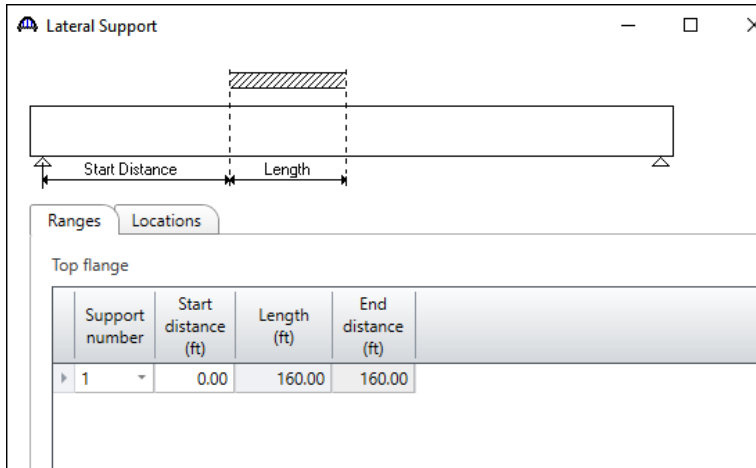 Lateral Support
Start Distance Length
Ranges Locations
Top flange
Support number Start distance (ft) Length (ft) End distance (ft)
1 0.00 160.00 160.00